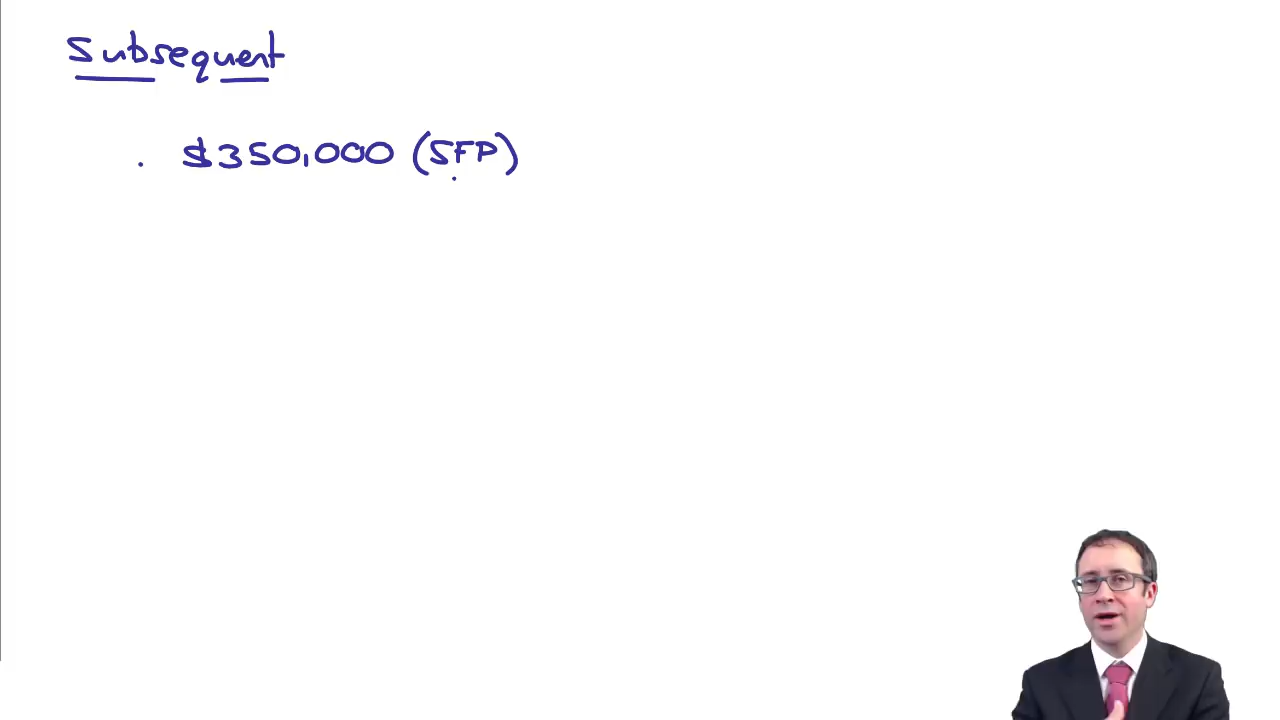 Subsequent
. $350,000 (SFP)